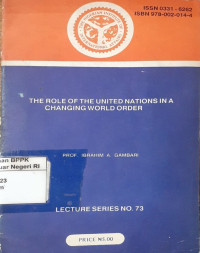 ISSN 0331-6262
ISBN 978-002-014-4
THE ROLE OF THE UNITED NATIONS IN A
CHANGING WORLD ORDER
PROF. IBRAHIM A. GAMBARI
an BPPK
uar Negeri RI
23
LECTURE SERIES NO. 73
PRICE ₦5.00